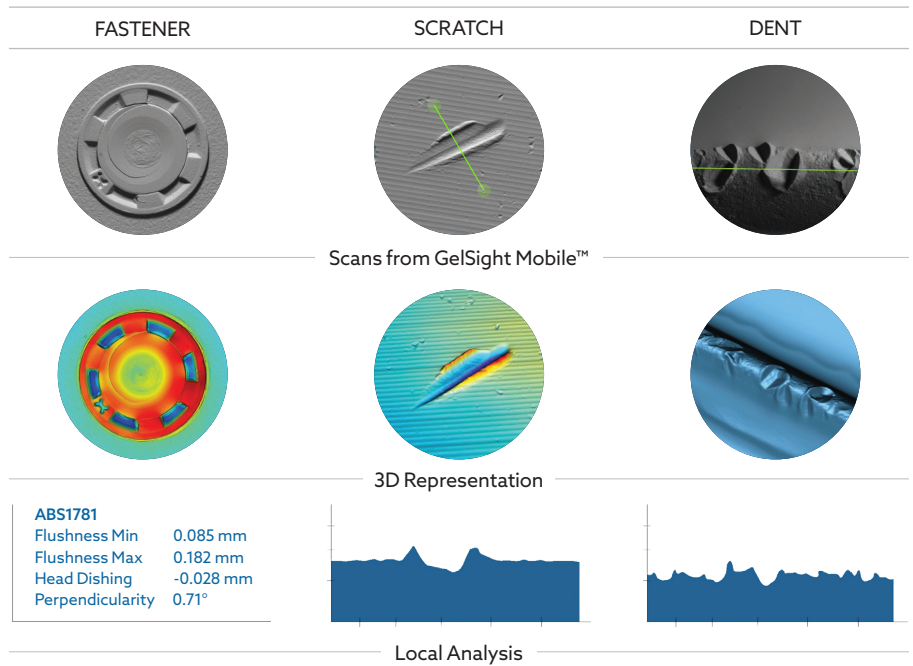 FASTENER
SCRATCH
DENT
Scans from GelSight Mobile™
3D Representation
ABS1781
Flushness Min 0.085 mm
Flushness Max 0.182 mm
Head Dishing -0.028 mm
Perpendicularity 0.71°
Local Analysis